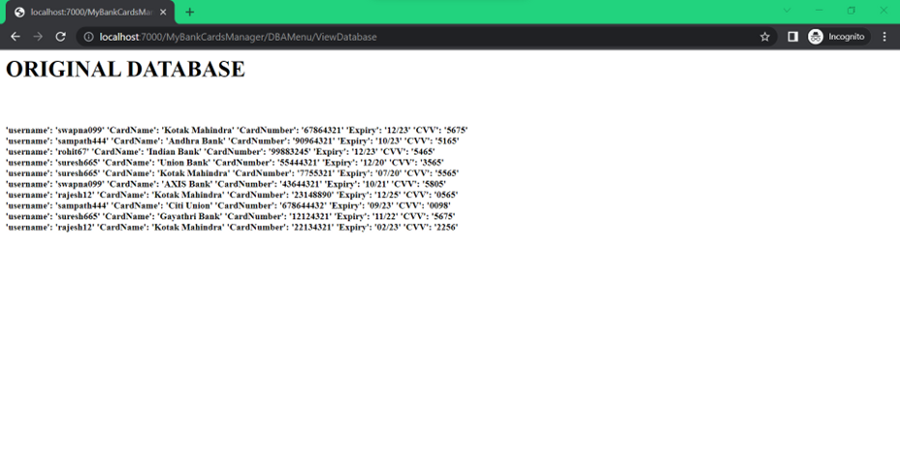 localhost:7000/MyBankCardsMa
localhost:7000/MyBankCardsManager/DBAMenu/ViewDatabase
Incognito
ORIGINAL DATABASE
'username': 'swapna099' 'CardName': 'Kotak Mahindra' 'CardNumber': '67864321' 'Expiry': '12/23' 'CVV': '5675'
'username': 'sampath444' 'CardName': 'Andhra Bank' 'CardNumber': '90964321' 'Expiry': '10/23' 'CVV': '5165'
'username': 'rohit67' 'CardName': 'Indian Bank' 'CardNumber': '99883245' 'Expiry': '12/23' 'CVV': '5465'
'username': 'suresh665' 'CardName': 'Union Bank' 'CardNumber': '55444321' 'Expiry': '12/20' 'CVV': '3565'
'username': 'suresh665' 'CardName': 'Kotak Mahindra' 'CardNumber': '7755321' 'Expiry': '07/20' 'CVV': '5565'
'username': 'swapna099' 'CardName': 'AXIS Bank' 'CardNumber': '43644321' 'Expiry': '10/21' 'CVV': '5805'
'username': 'rajesh12' 'CardName': 'Kotak Mahindra' 'CardNumber': '23148890' 'Expiry': '12/25' 'CVV': '0565'
'username': 'sampath444' 'CardName': 'Citi Union' 'CardNumber': '678644432' 'Expiry': '09/23' 'CVV': '0098'
'username': 'suresh665' 'CardName': 'Gayathri Bank' 'CardNumber': '12124321' 'Expiry': '11/22' 'CVV': '5675'
'username': 'rajesh12' 'CardName': 'Kotak Mahindra' 'CardNumber': '22134321' 'Expiry': '02/23' 'CVV': '2256'